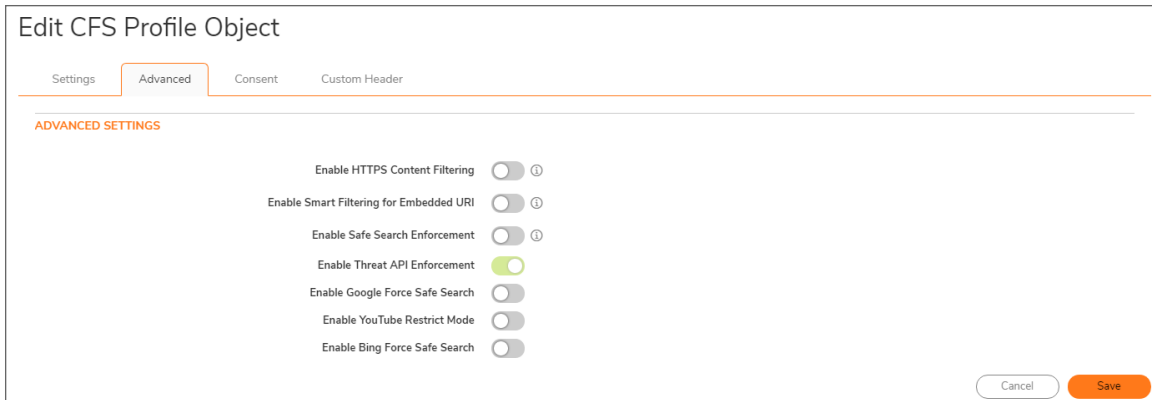 Edit CFS Profile Object
Settings Advanced Consent Custom Header
ADVANCED SETTINGS
Enable HTTPS Content Filtering
Enable Smart Filtering for Embedded URI
Enable Safe Search Enforcement
Enable Threat API Enforcement
Enable Google Force Safe Search
Enable YouTube Restrict Mode
Enable Bing Force Safe Search
Cancel Save